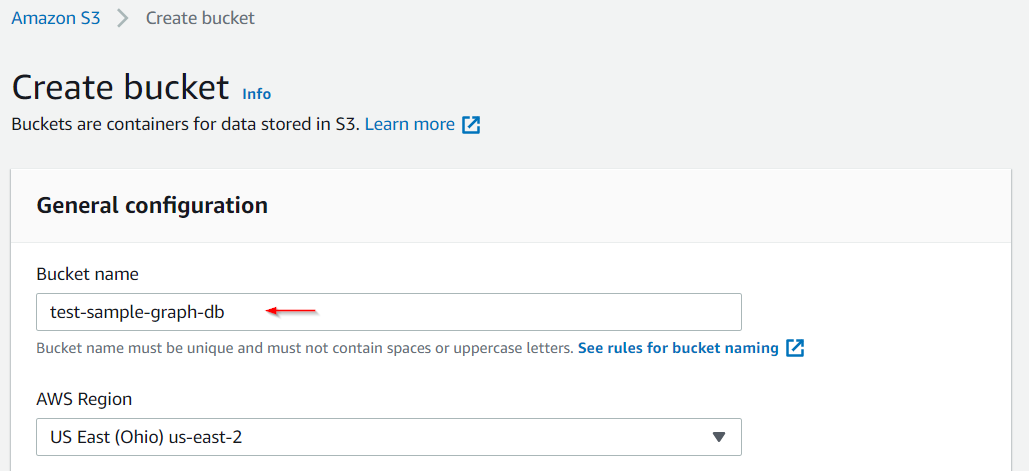 Amazon S3 > Create bucket
Create bucket Info
Buckets are containers for data stored in S3. Learn more
General configuration
Bucket name
test-sample-graph-db
Bucket name must be unique and must not contain spaces or uppercase letters. See rules for bucket naming
AWS Region
US East (Ohio) us-east-2